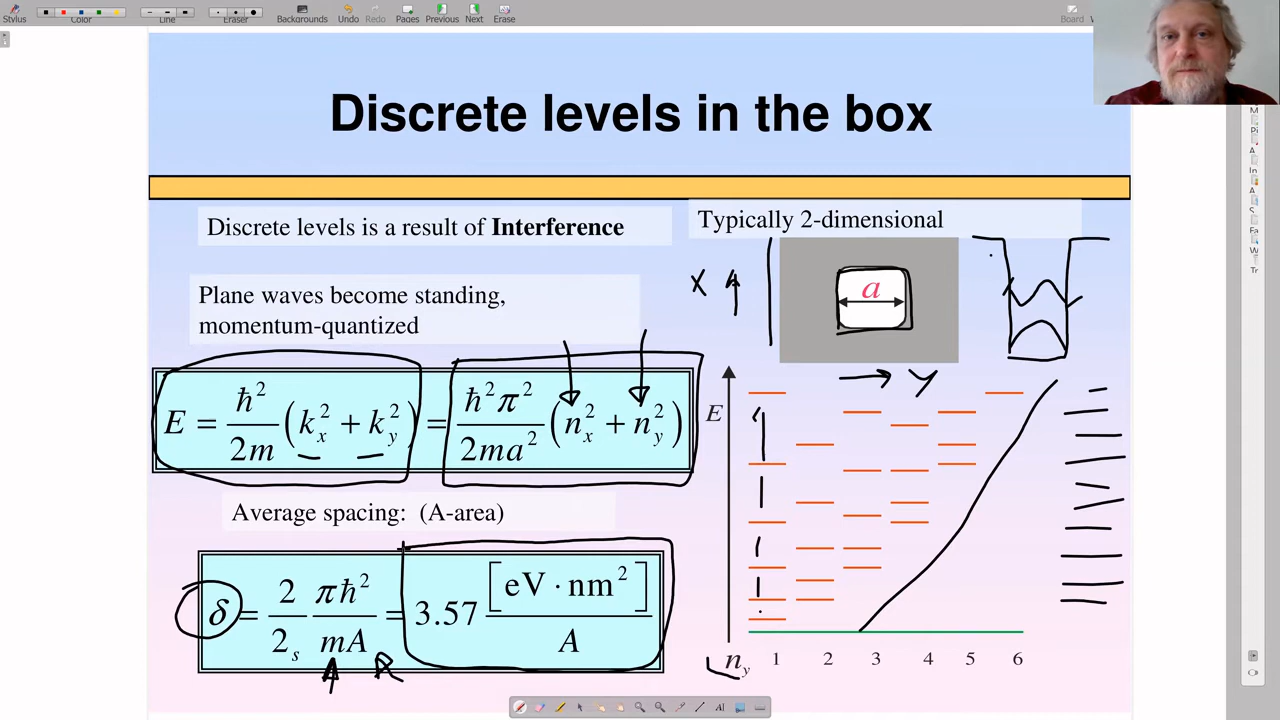 Stylus
Color
Line
Eraser
Backgrounds
Undo
Redo
Pages
Previous
Next
Erase
Board
Discrete levels in the box
Discrete levels is a result of Interference
Typically 2-dimensional
X
a
Y
Plane waves become standing,
momentum-quantized
E = ħ²/2m (k_x² + k_y²) = ħ²π²/2ma² (n_x² + n_y²)
Average spacing: (A-area)
δ = 2/2_s πħ²/mA = 3.57 [eV·nm²]/A
E
n_y 1 2 3 4 5 6